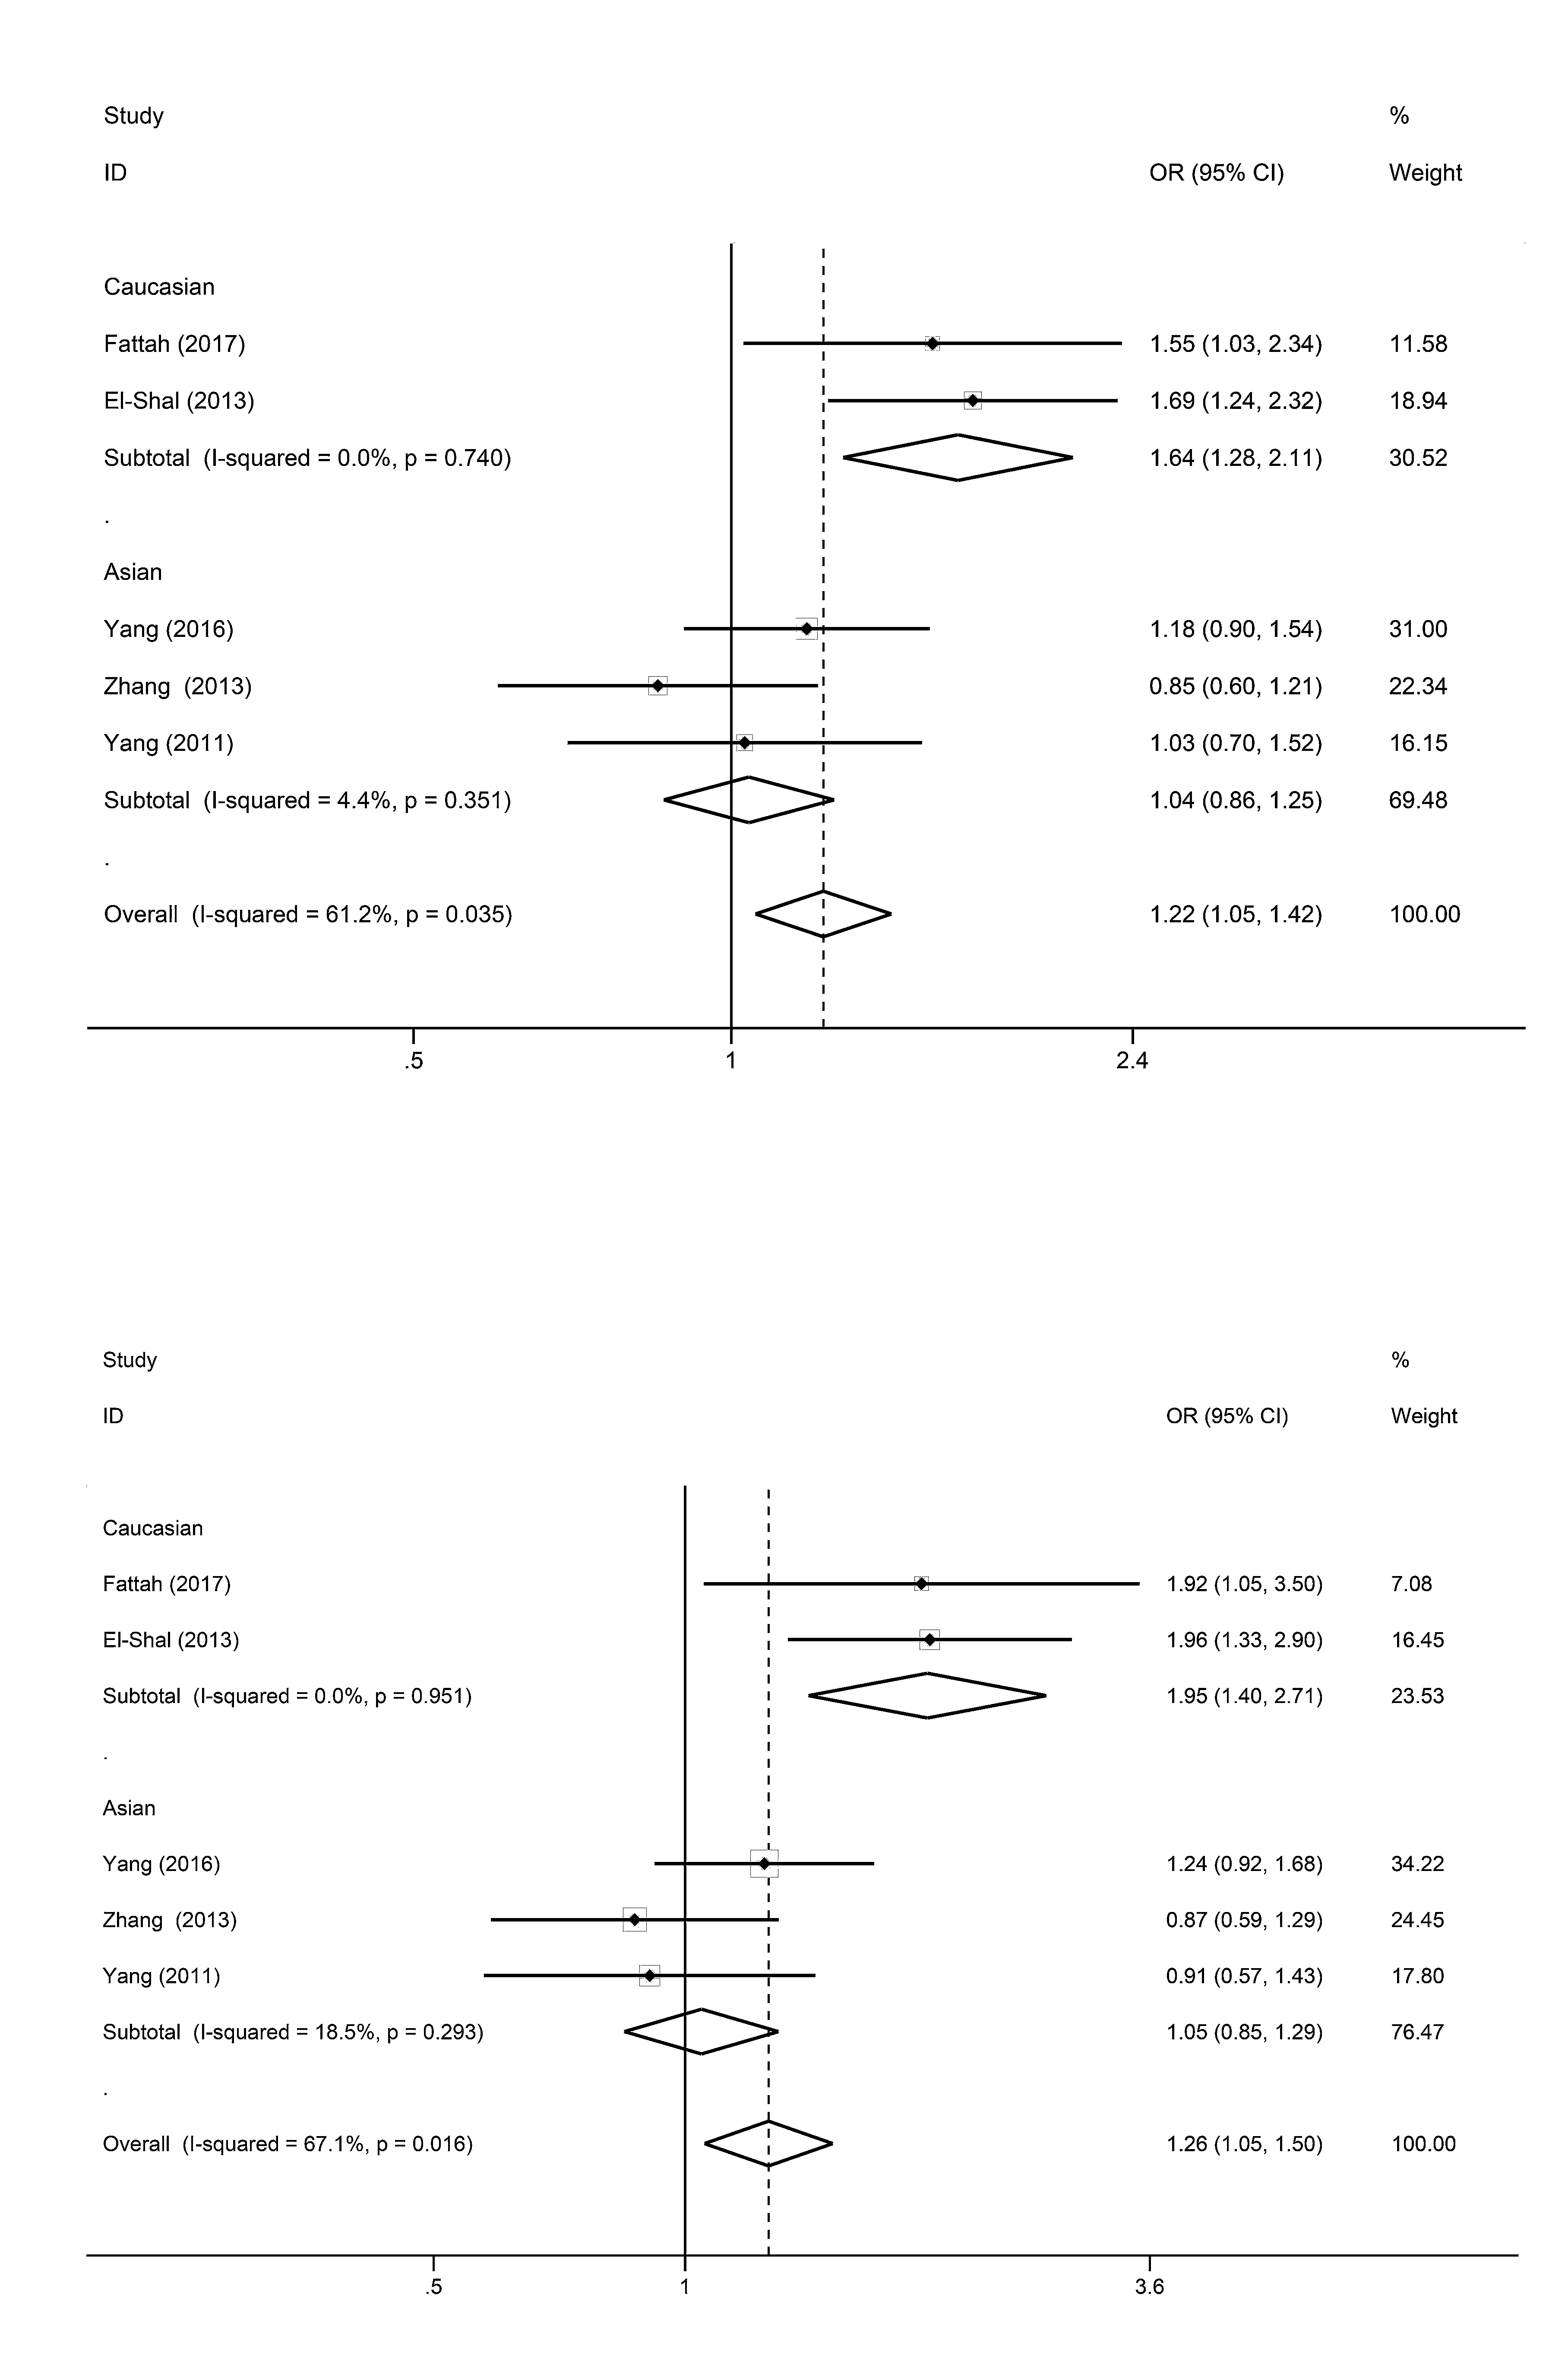 Study %
ID OR (95% CI) Weight
Caucasian
Fattah (2017) 1.55 (1.03, 2.34) 11.58
El-Shal (2013) 1.69 (1.24, 2.32) 18.94
Subtotal (I-squared = 0.0%, p = 0.740) 1.64 (1.28, 2.11) 30.52
.
Asian
Yang (2016) 1.18 (0.90, 1.54) 31.00
Zhang (2013) 0.85 (0.60, 1.21) 22.34
Yang (2011) 1.03 (0.70, 1.52) 16.15
Subtotal (I-squared = 4.4%, p = 0.351) 1.04 (0.86, 1.25) 69.48
.
Overall (I-squared = 61.2%, p = 0.035) 1.22 (1.05, 1.42) 100.00
.5 1 2.4
Study %
ID OR (95% CI) Weight
Caucasian
Fattah (2017) 1.92 (1.05, 3.50) 7.08
El-Shal (2013) 1.96 (1.33, 2.90) 16.45
Subtotal (I-squared = 0.0%, p = 0.951) 1.95 (1.40, 2.71) 23.53
.
Asian
Yang (2016) 1.24 (0.92, 1.68) 34.22
Zhang (2013) 0.87 (0.59, 1.29) 24.45
Yang (2011) 0.91 (0.57, 1.43) 17.80
Subtotal (I-squared = 18.5%, p = 0.293) 1.05 (0.85, 1.29) 76.47
.
Overall (I-squared = 67.1%, p = 0.016) 1.26 (1.05, 1.50) 100.00
.5 1 3.6